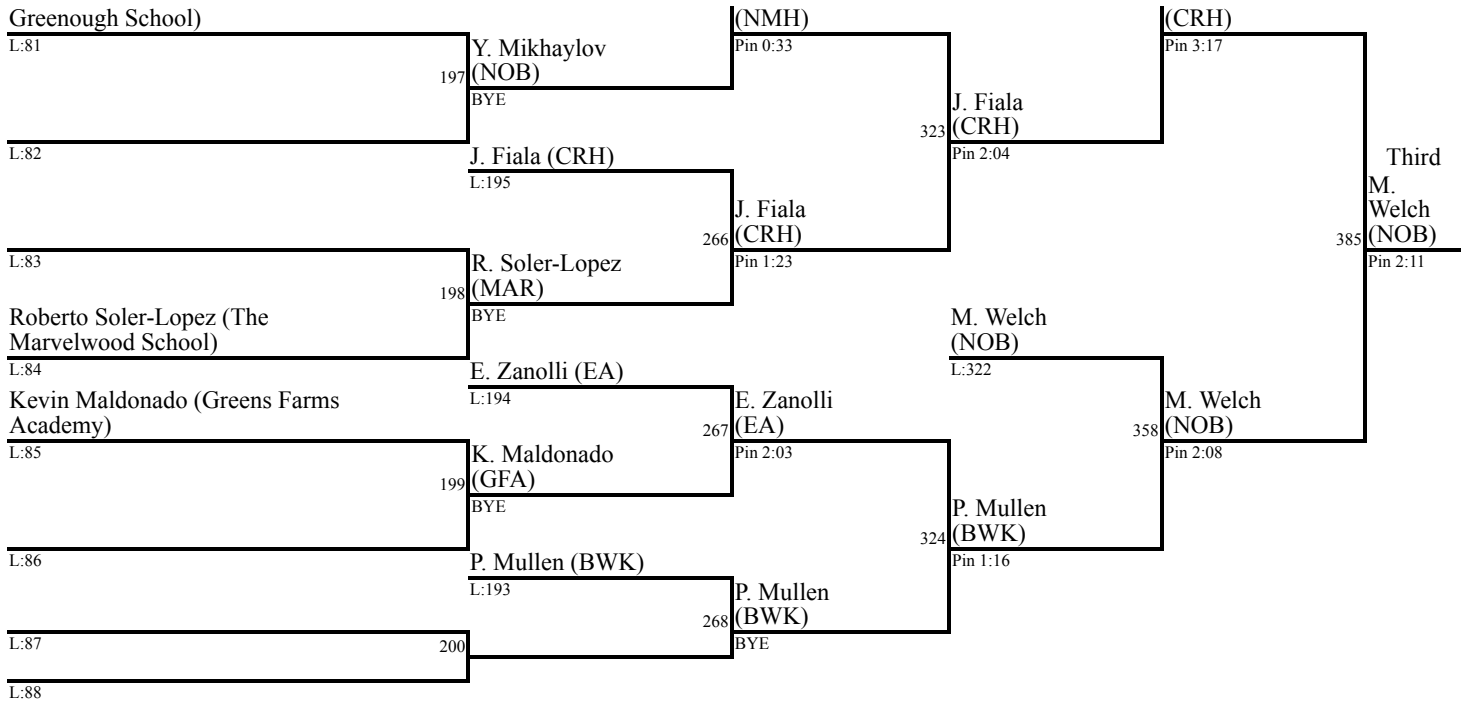 Greenough School)
L:81
197
Y. Mikhaylov
(NOB)
BYE
L:82
(NMH)
Pin 0:33
J. Fiala (CRH)
L:195
L:83
198
R. Soler-Lopez
(MAR)
BYE
Roberto Soler-Lopez (The
Marvelwood School)
L:84
266
J. Fiala
(CRH)
Pin 1:23
323
J. Fiala
(CRH)
Pin 2:04
(CRH)
Pin 3:17
E. Zanolli (EA)
L:194
Kevin Maldonado (Greens Farms
Academy)
L:85
199
K. Maldonado
(GFA)
BYE
L:86
267
E. Zanolli
(EA)
Pin 2:03
P. Mullen (BWK)
L:193
L:87
200
L:88
268
P. Mullen
(BWK)
BYE
324
P. Mullen
(BWK)
Pin 1:16
M. Welch
(NOB)
L:322
358
M. Welch
(NOB)
Pin 2:08
Third
385
M.
Welch
(NOB)
Pin 2:11